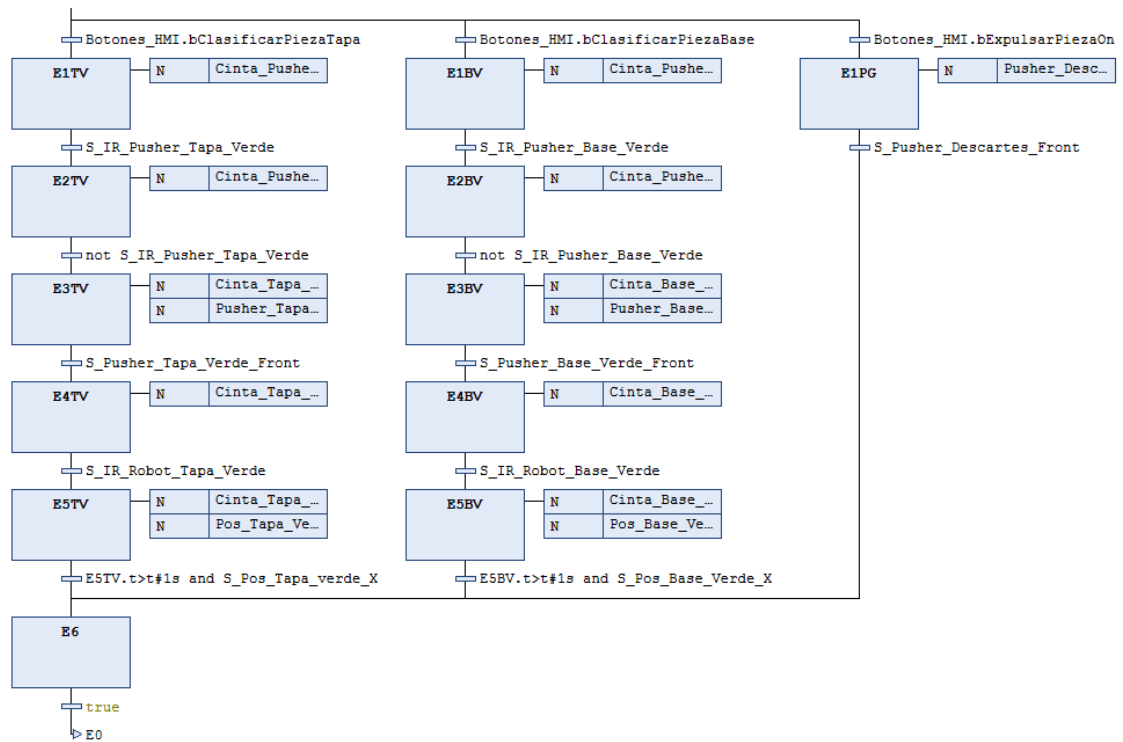 Botones_HMI.bClasificarPiezaTapa
Botones_HMI.bClasificarPiezaBase
Botones_HMI.bExpulsarPiezaOn
E1TV N Cinta_Pushe…
E1BV N Cinta_Pushe…
E1PG N Pusher_Desc…
S_IR_Pusher_Tapa_Verde
S_IR_Pusher_Base_Verde
S_Pusher_Descartes_Front
E2TV N Cinta_Pushe…
E2BV N Cinta_Pushe…
not S_IR_Pusher_Tapa_Verde
not S_IR_Pusher_Base_Verde
E3TV N Cinta_Tapa_…
N Pusher_Tapa…
E3BV N Cinta_Base_…
N Pusher_Base…
S_Pusher_Tapa_Verde_Front
S_Pusher_Base_Verde_Front
E4TV N Cinta_Tapa_…
E4BV N Cinta_Base_…
S_IR_Robot_Tapa_Verde
S_IR_Robot_Base_Verde
E5TV N Cinta_Tapa_…
N Pos_Tapa_Ve…
E5BV N Cinta_Base_…
N Pos_Base_Ve…
E5TV.t>t#1s and S_Pos_Tapa_verde_X
E5BV.t>t#1s and S_Pos_Base_Verde_X
E6
true
E0